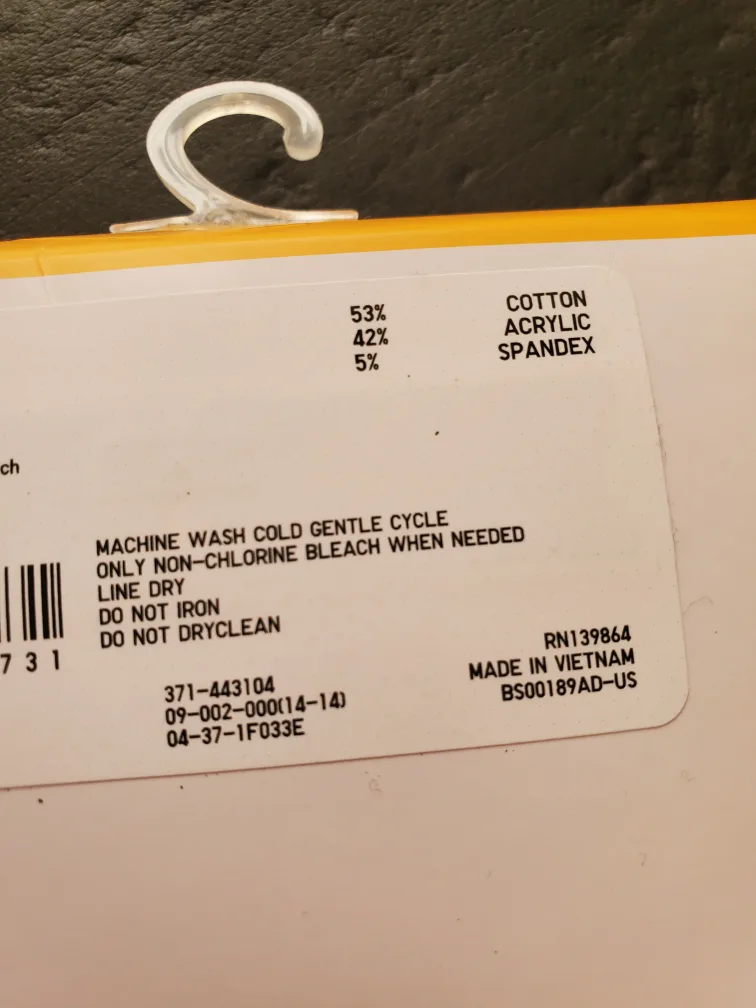 53% COTTON
42% ACRYLIC
5% SPANDEX
ch
MACHINE WASH COLD GENTLE CYCLE
ONLY NON-CHLORINE BLEACH WHEN NEEDED
LINE DRY
DO NOT IRON
DO NOT DRYCLEAN
731
371-443104
09-002-000(14-14)
04-37-1F033E
RN139864
MADE IN VIETNAM
BS00189AD-US